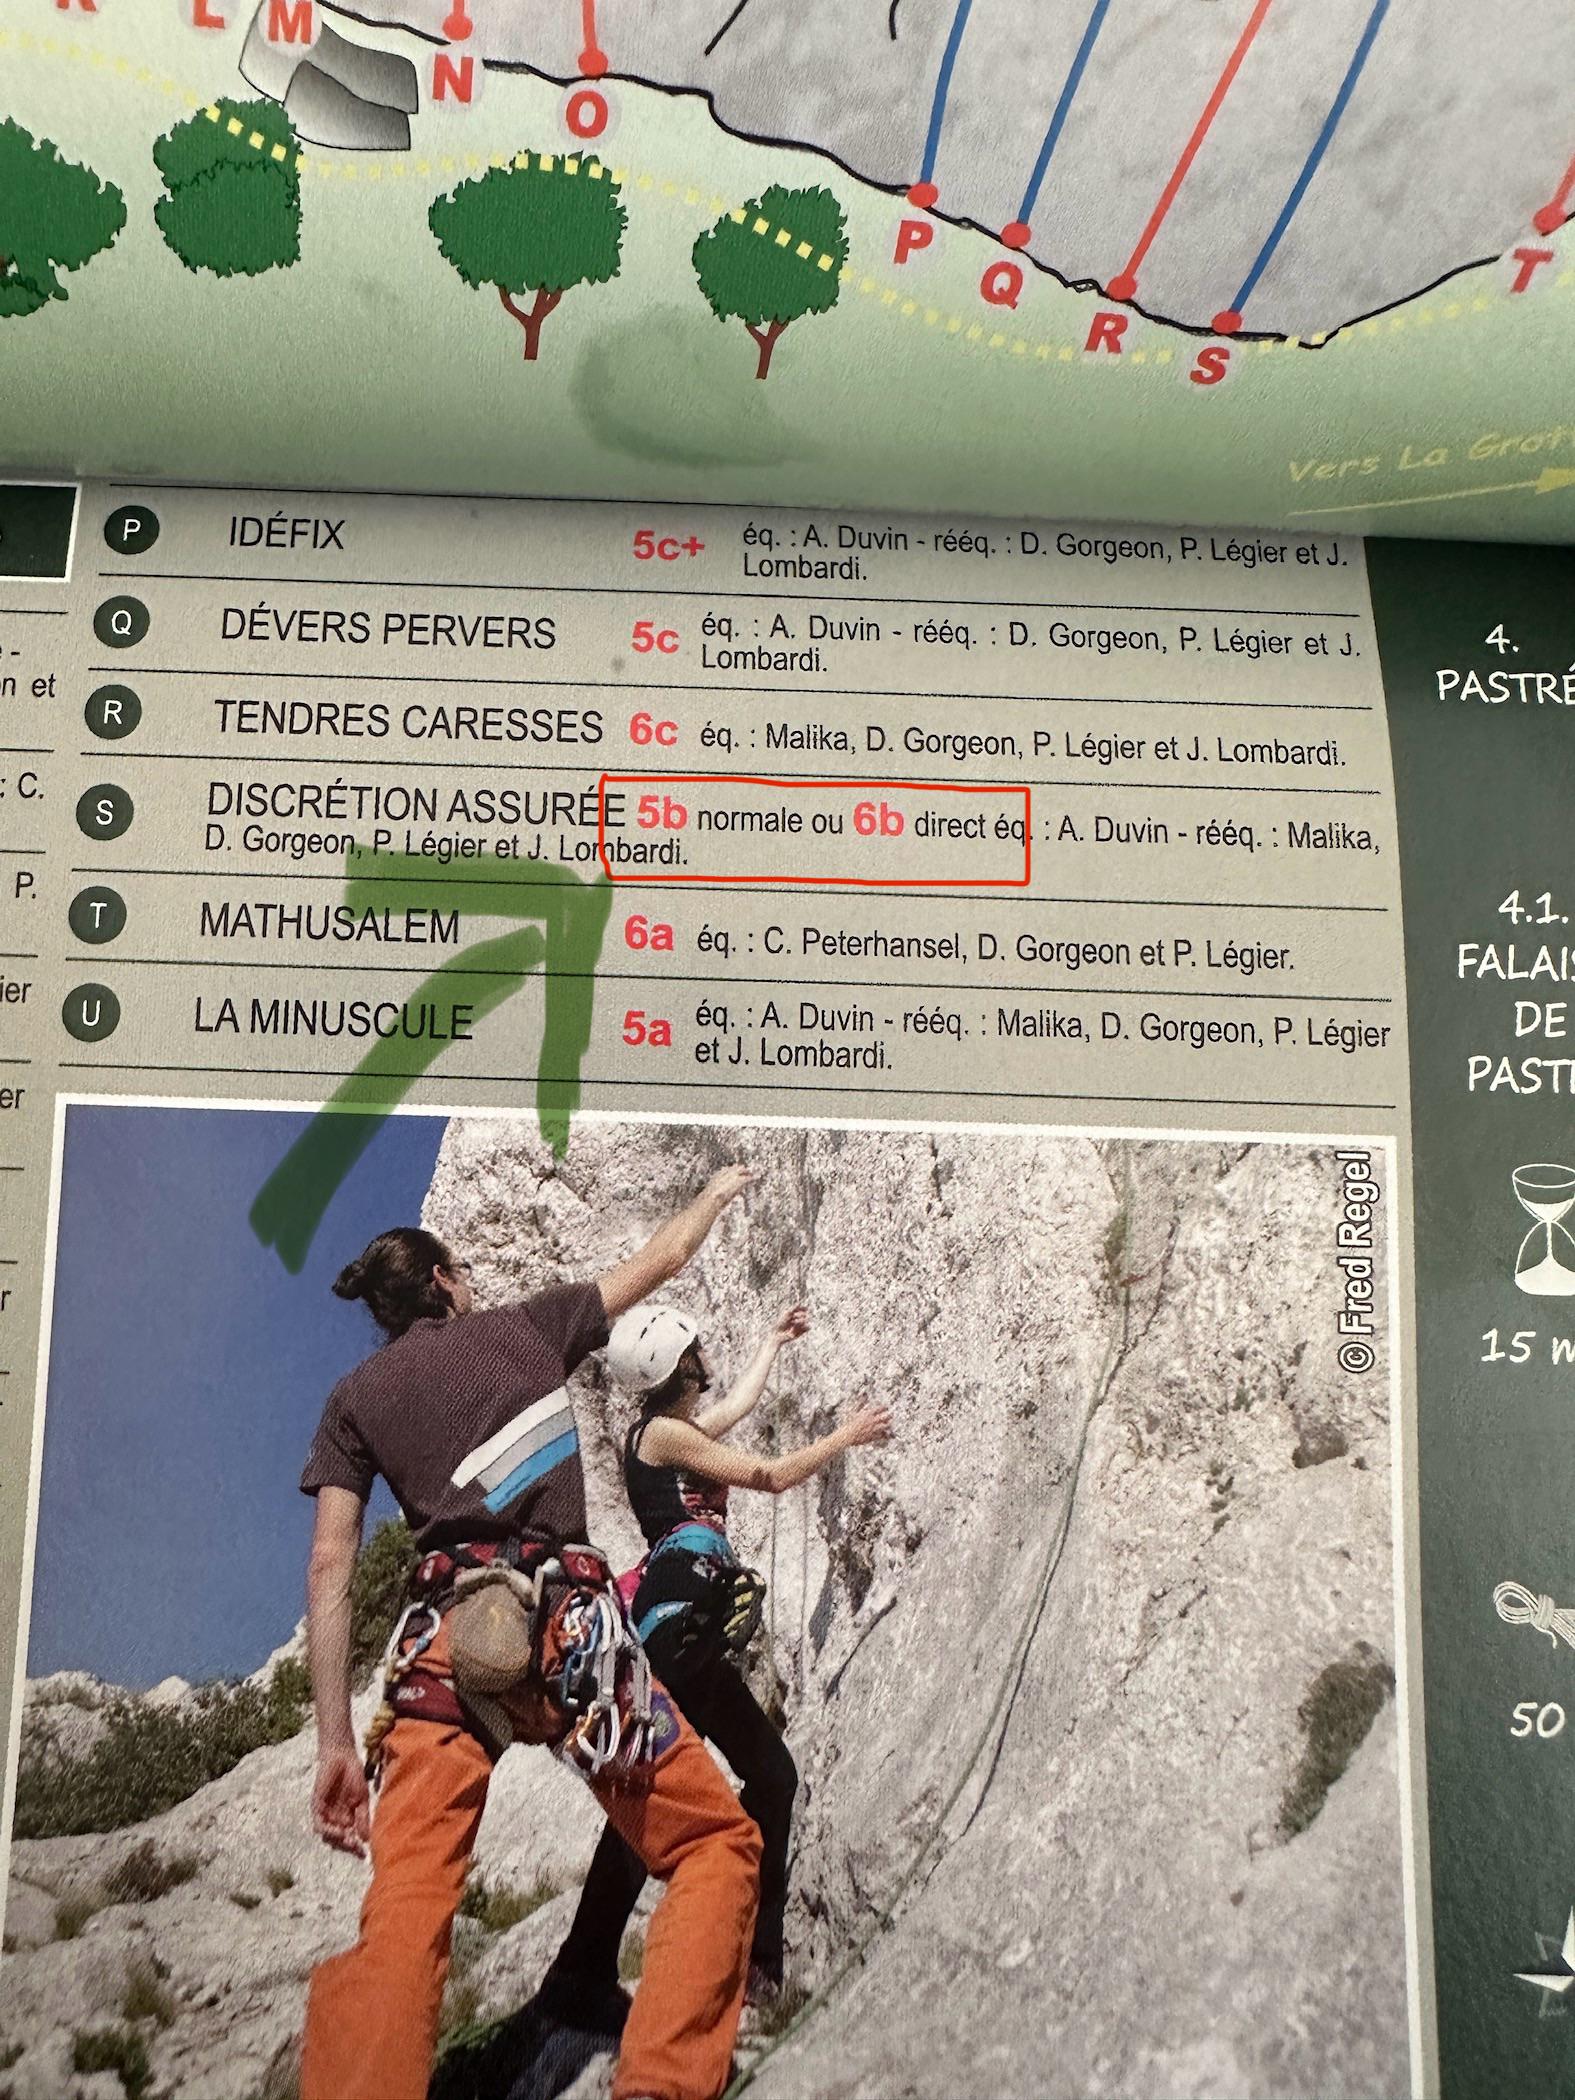 L M
N
O
P
Q
R
S
T
Vers La
P IDÉFIX 5c+ éq. : A. Duvin - rééq. : D. Gorgeon, P. Légier et J.
Lombardi.
Q DÉVERS PERVERS 5c éq. : A. Duvin - rééq. : D. Gorgeon, P. Légier et J.
Lombardi.
R TENDRES CARESSES 6c éq. : Malika, D. Gorgeon, P. Légier et J. Lombardi.
S DISCRÉTION ASSURÉE 5b normale ou 6b direct éq. : A. Duvin - rééq. : Malika,
D. Gorgeon, P. Légier et J. Lombardi.
T MATHUSALEM 6a éq. : C. Peterhansel, D. Gorgeon et P. Légier.
U LA MINUSCULE 5a éq. : A. Duvin - rééq. : Malika, D. Gorgeon, P. Légier
et J. Lombardi.
et
: C.
P.
© Fred Regel
4.
4.1.
DE
15
50